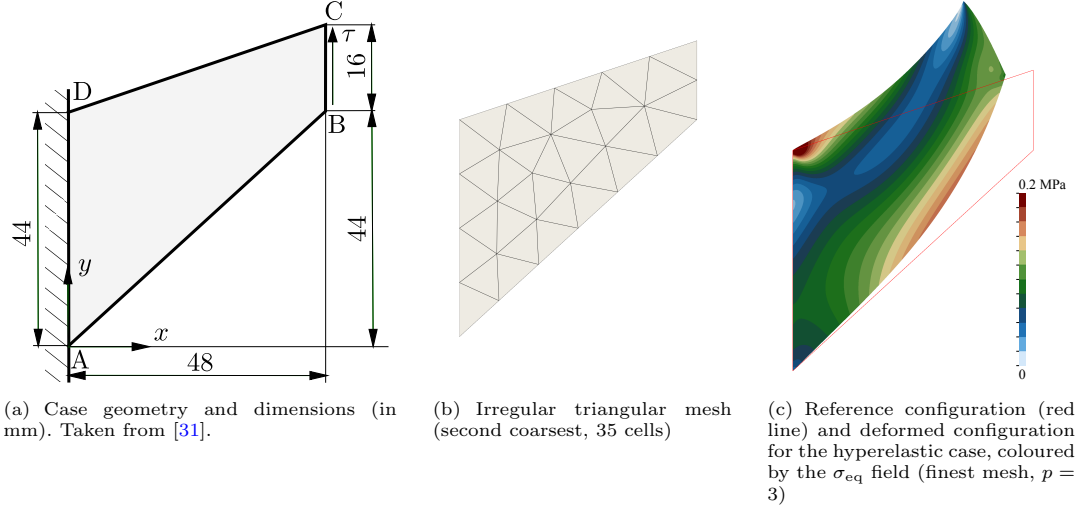 C
τ
16
D
B
44
44
y
x
A
48
0.2 MPa
0
(a) Case geometry and dimensions (in
mm). Taken from [31].
(b) Irregular triangular mesh
(second coarsest, 35 cells)
(c) Reference configuration (red
line) and deformed configuration
for the hyperelastic case, coloured
by the σeq field (finest mesh, p =
3)